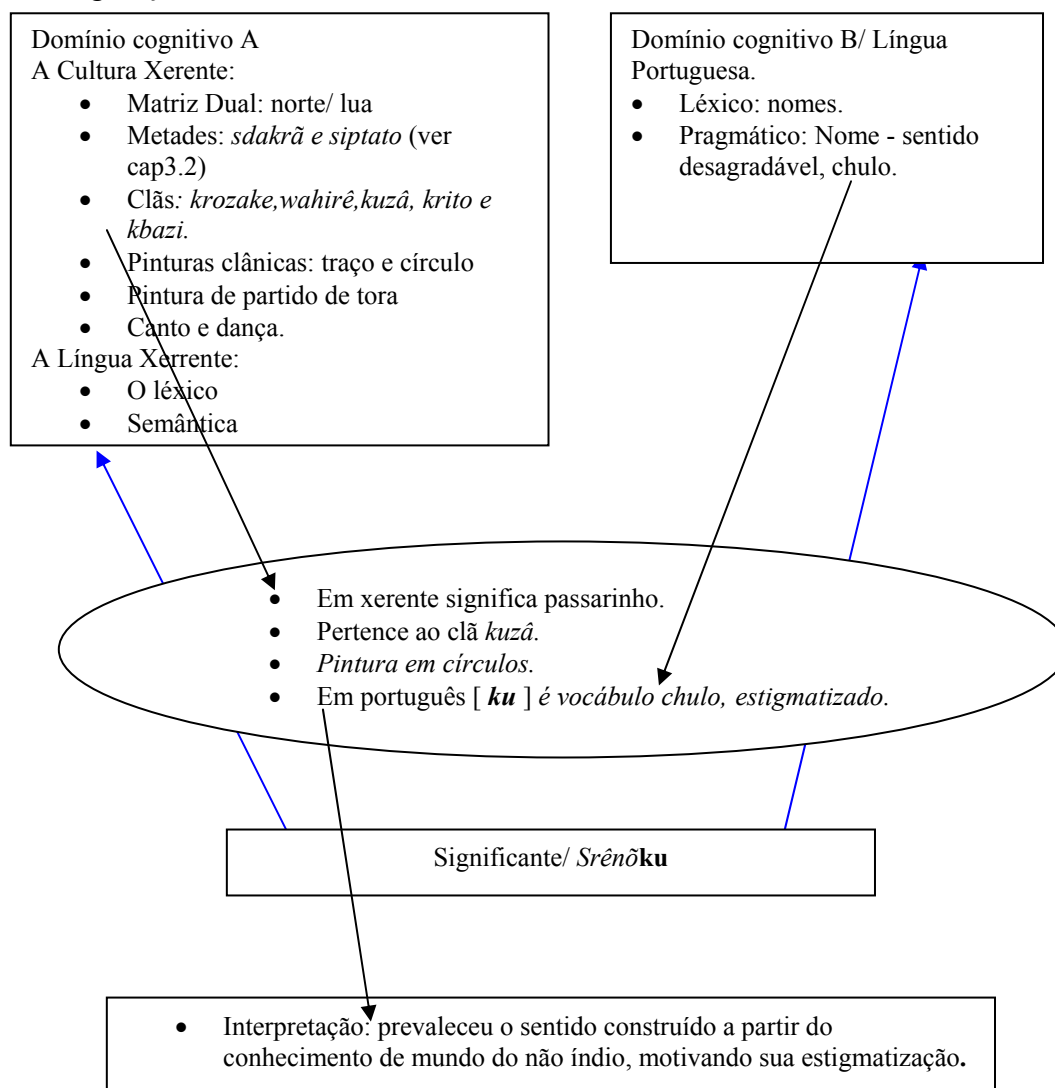 Domínio cognitivo A
A Cultura Xerente:
• Matriz Dual: norte/ lua
• Metades: sdakrã e siptato (ver
cap3.2)
• Clãs: krozake,wahirê,kuzâ, krito e
kbazi.
• Pinturas clânicas: traço e círculo
• Pintura de partido de tora
• Canto e dança.
A Língua Xerrente:
• O léxico
• Semântica
Domínio cognitivo B/ Língua
Portuguesa.
• Léxico: nomes.
• Pragmático: Nome - sentido
desagradável, chulo.
• Em xerente significa passarinho.
• Pertence ao clã kuzâ.
• Pintura em círculos.
• Em português [ ku ] é vocábulo chulo, estigmatizado.
Significante/ Srênõku
• Interpretação: prevaleceu o sentido construído a partir do
conhecimento de mundo do não índio, motivando sua estigmatização.